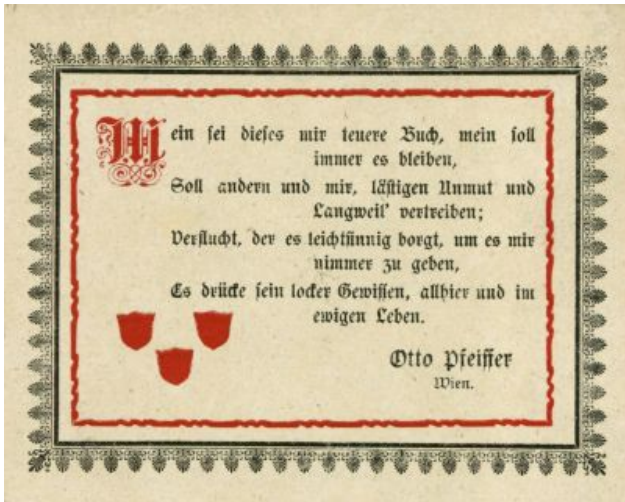 Mein sei dieses mir teuere Buch, mein soll
immer es bleiben,
Soll andern und mir, lästigen Unmut und
Langweil' vertreiben;
Verflucht, der es leichtsinnig borgt, um es mir
nimmer zu geben,
Es drücke sein locker Gewissen, allhier und im
ewigen Leben.
Otto Pfeiffer
Wien.